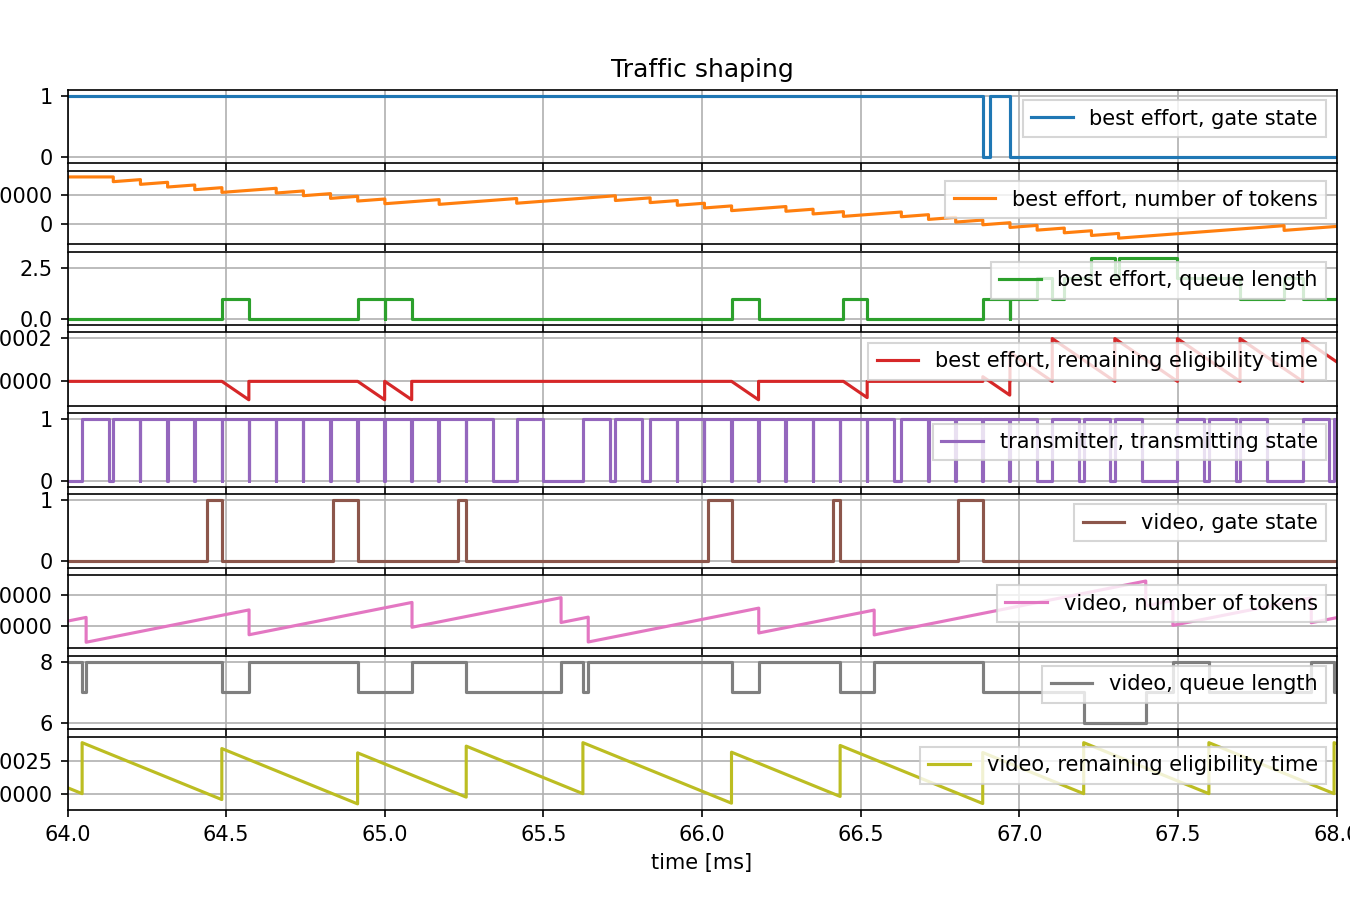 Traffic shaping
1
best effort, gate state
0
0000
best effort, number of tokens
0
2.5
best effort, queue length
0.0
0002
best effort, remaining eligibility time
0000
1
transmitter, transmitting state
0
1
video, gate state
0
0000
video, number of tokens
0000
8
video, queue length
6
0025
video, remaining eligibility time
0000
64.0 64.5 65.0 65.5 66.0 66.5 67.0 67.5 68.0
time [ms]